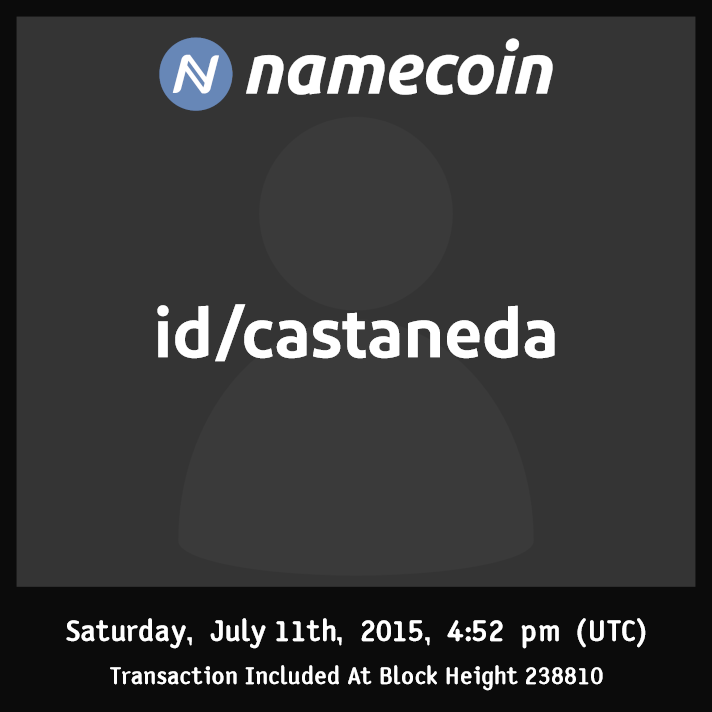 namecoin
id/castaneda
Saturday, July 11th, 2015, 4:52 pm (UTC)
Transaction Included At Block Height 238810